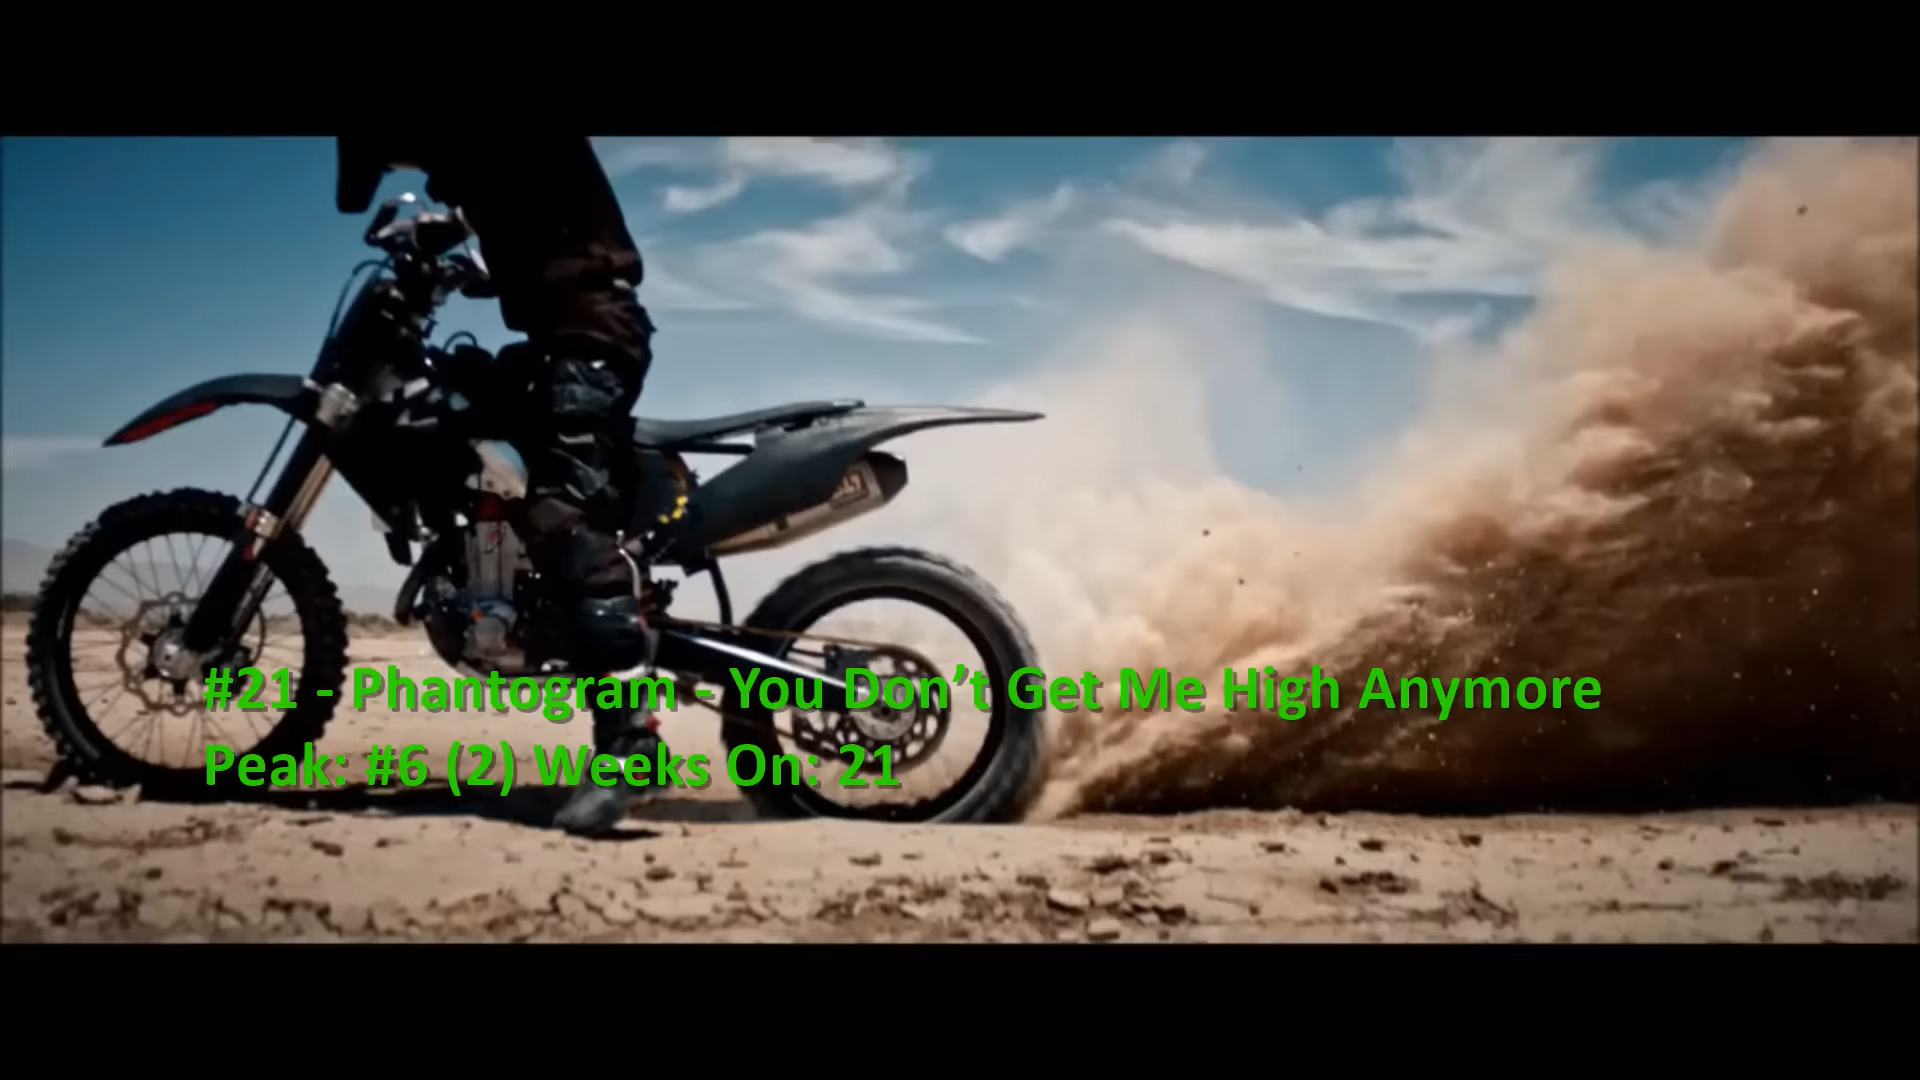 #21 - Phantogram - You Don’t Get Me High Anymore
Peak: #6 (2) Weeks On: 21